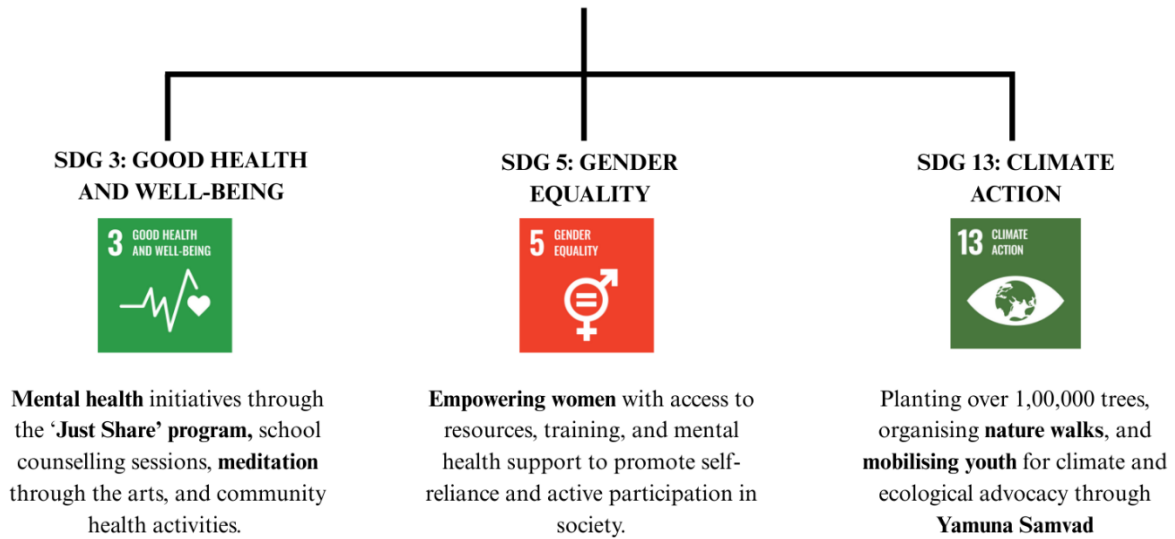 SDG 3: GOOD HEALTH
AND WELL-BEING
3 GOOD HEALTH
AND WELL-BEING
Mental health initiatives through
the ‘Just Share’ program, school
counselling sessions, meditation
through the arts, and community
health activities.
SDG 5: GENDER
EQUALITY
5 GENDER
EQUALITY
Empowering women with access to
resources, training, and mental
health support to promote self-
reliance and active participation in
society.
SDG 13: CLIMATE
ACTION
13 CLIMATE
ACTION
Planting over 1,00,000 trees,
organising nature walks, and
mobilising youth for climate and
ecological advocacy through
Yamuna Samvad